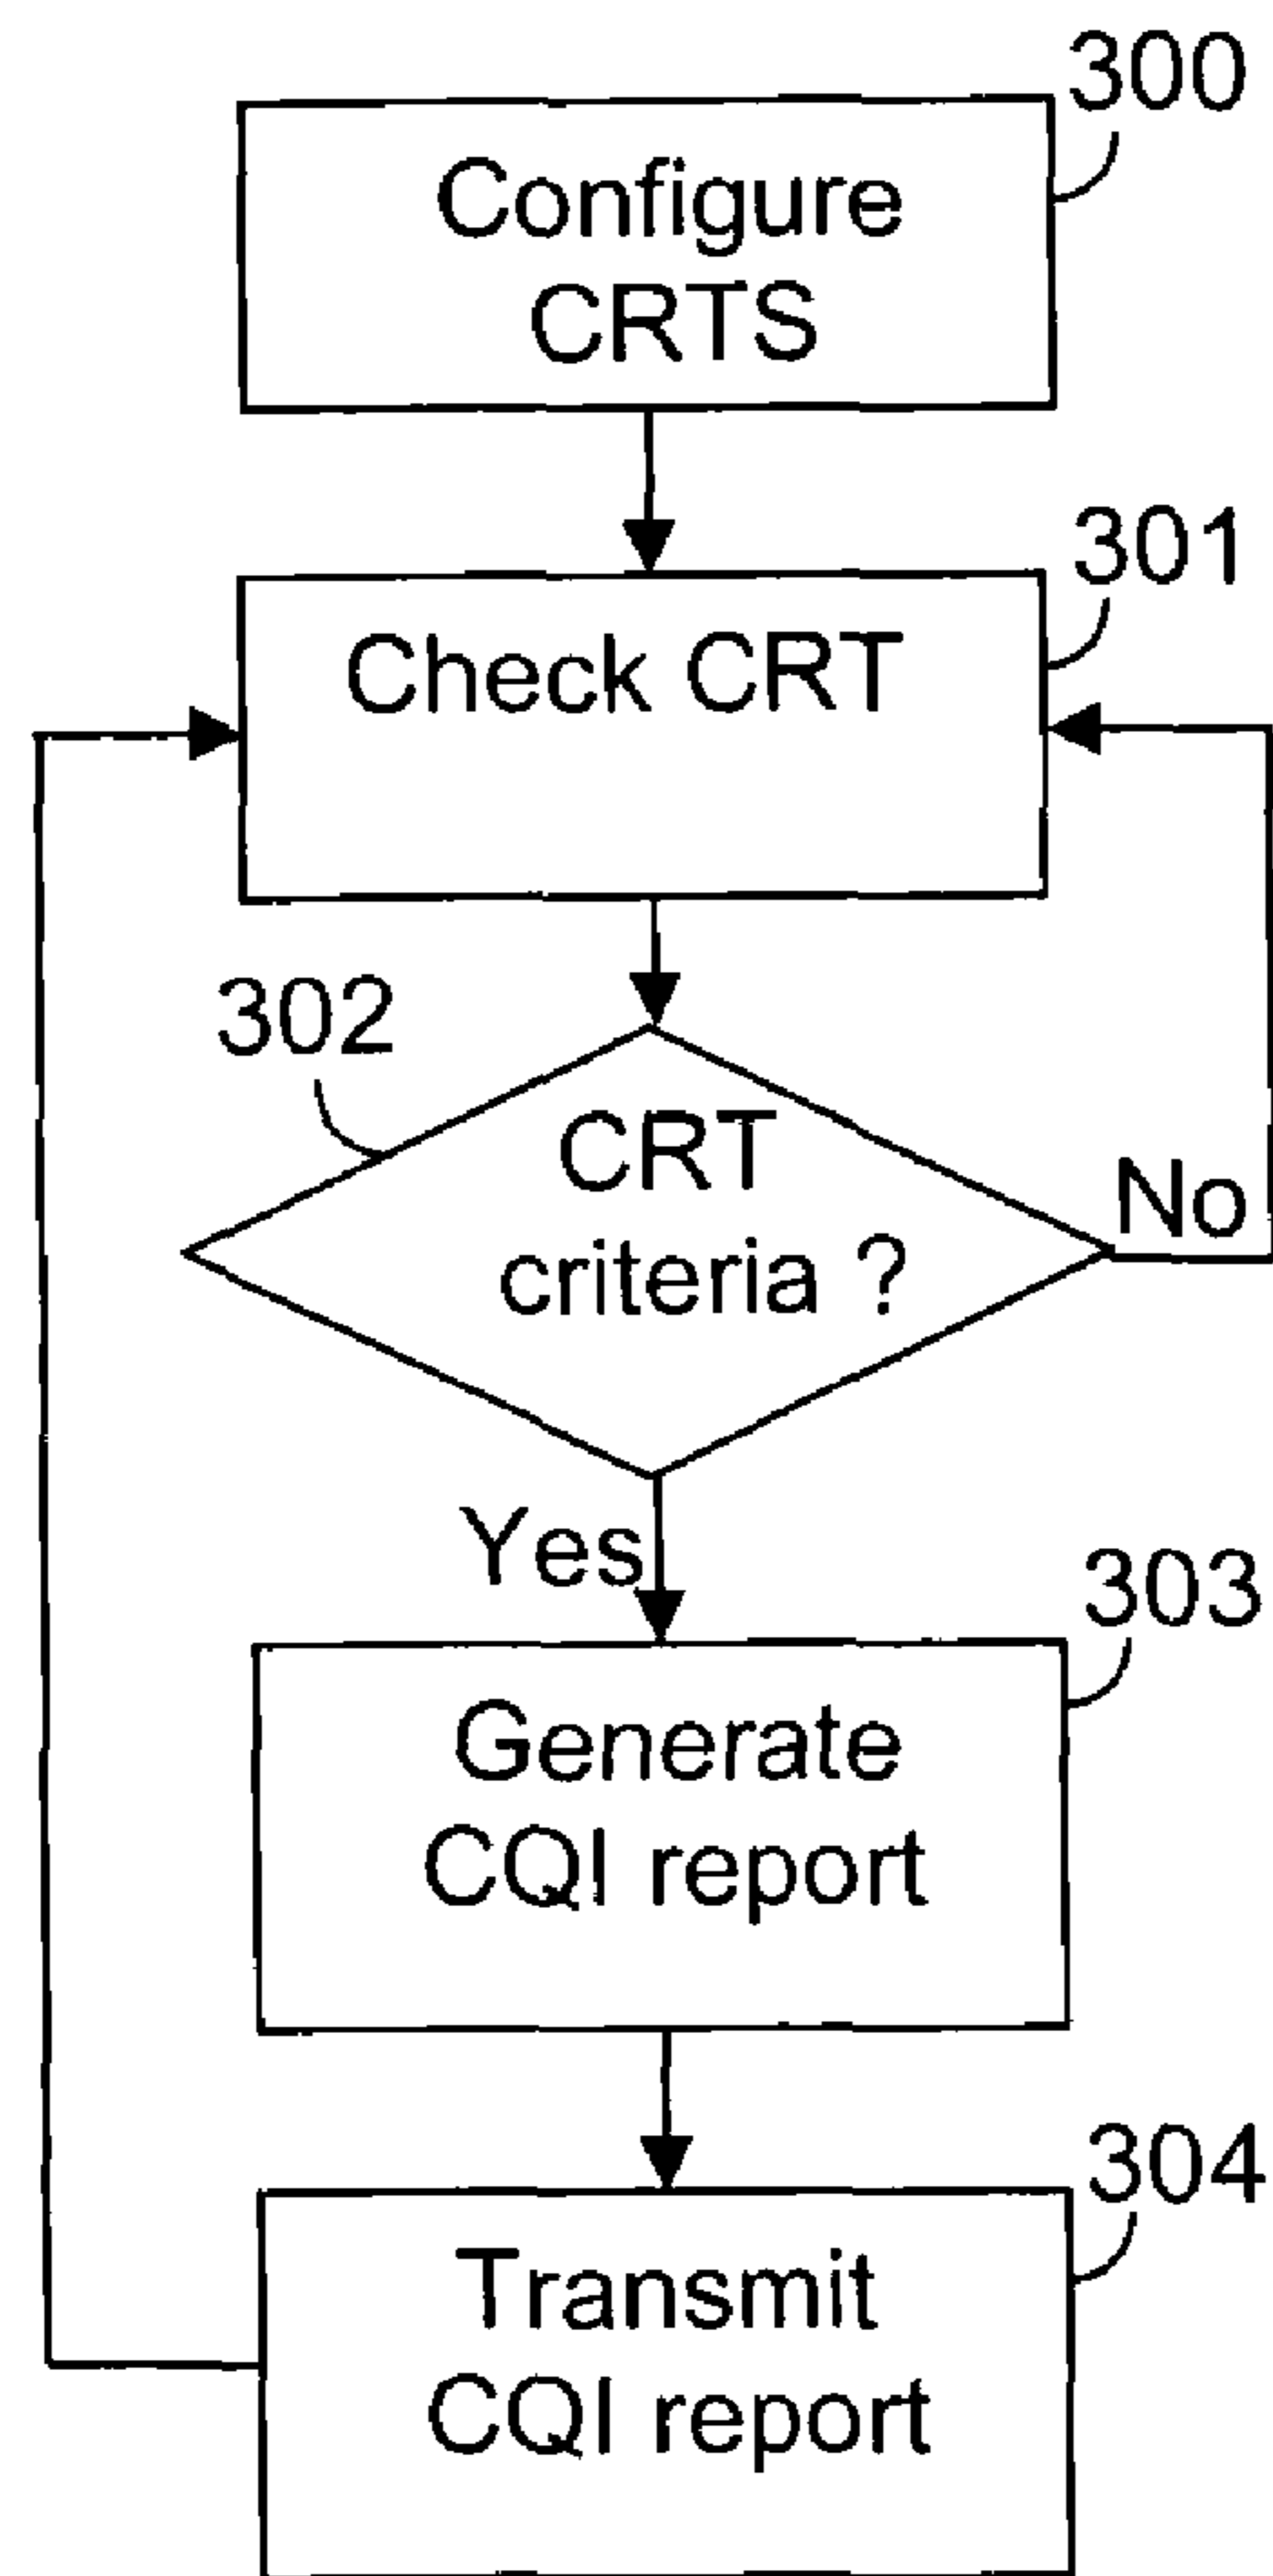 300
Configure
CRTS
301
Check CRT
302
CRT
criteria ?
No
Yes
303
Generate
CQI report
304
Transmit
CQI report